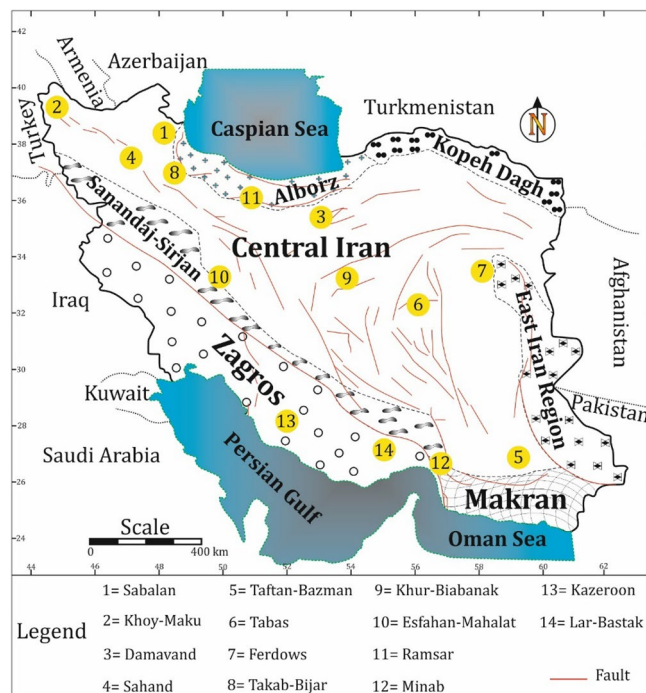 42
40
38
36
34
32
30
28
26
24
Armenia
Azerbaijan
Turkey
Caspian Sea
Turkmenistan
N
Kopeh Dagh
Alborz
Sanandaj-Sirjan
Central Iran
Iraq
Zagros
East Iran Region
Afghanistan
Kuwait
Pakistan
Saudi Arabia
Persian Gulf
Makran
Oman Sea
1
2
3
4
5
6
7
8
9
10
11
12
13
14
Scale
0
400 km
44
46
48
50
52
54
56
58
60
62
Legend
1= Sabalan
2= Khoy-Maku
3= Damavand
4= Sahand
5= Taftan-Bazman
6= Tabas
7= Ferdows
8= Takab-Bijar
9= Khur-Biabanak
10= Esfahan-Mahalat
11= Ramsar
12= Minab
13= Kazeroon
14= Lar-Bastak
Fault